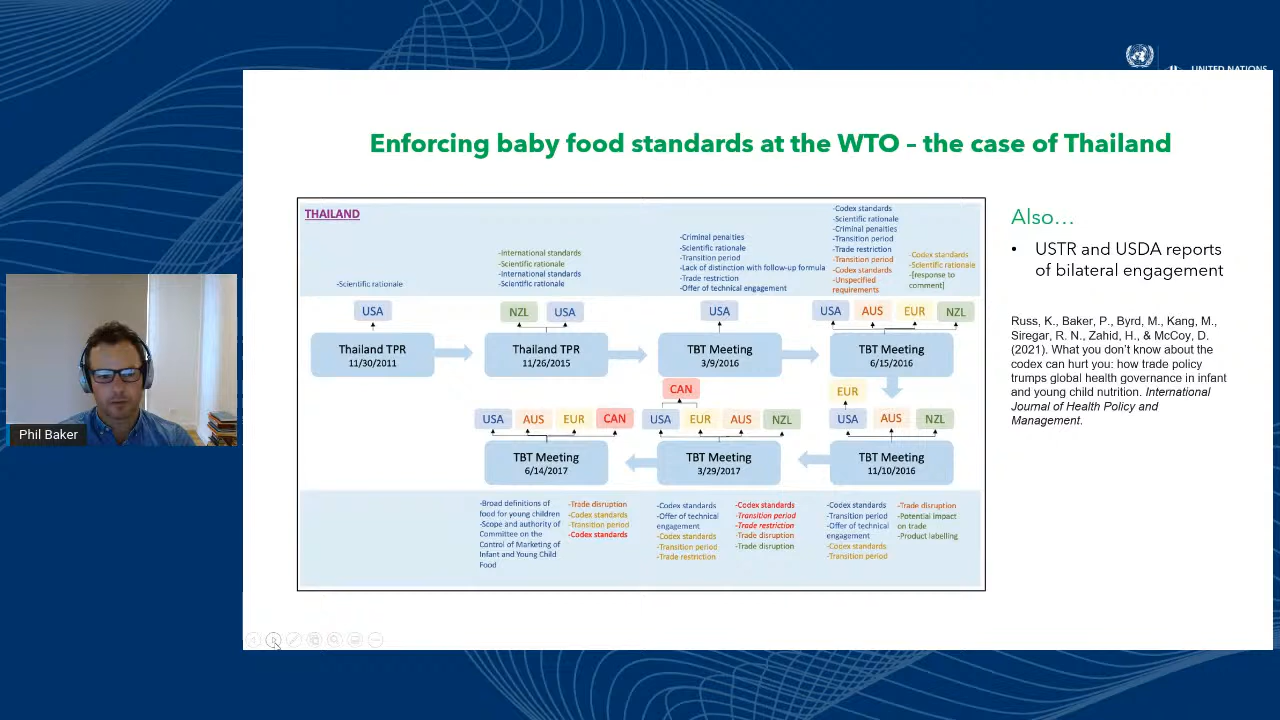 UNITED NATIONS
Enforcing baby food standards at the WTO – the case of Thailand
THAILAND
-Scientific rationale
-International standards
-Scientific rationale
-International standards
-Scientific rationale
-Criminal penalties
-Scientific rationale
-Transition period
-Lack of distinction with follow-up formula
-Trade restriction
-Offer of technical engagement
-Codex standards
-Scientific rationale
-Criminal penalties
-Transition period
-Trade restriction
-Transition period
-Codex standards
-Unspecified
requirements
-Codex standards
-Scientific rationale
-[response to
comment]
USA
NZL USA
USA
USA AUS EUR NZL
Thailand TPR
11/30/2011
Thailand TPR
11/26/2015
TBT Meeting
3/9/2016
TBT Meeting
6/15/2016
CAN
EUR
USA AUS EUR CAN
USA EUR AUS NZL
USA AUS NZL
TBT Meeting
6/14/2017
TBT Meeting
3/29/2017
TBT Meeting
11/10/2016
-Broad definitions of
food for young children
-Scope and authority of
Committee on the
Control of Marketing of
Infant and Young Child
Food
-Trade disruption
-Codex standards
-Transition period
-Codex standards
-Codex standards
-Offer of technical
engagement
-Codex standards
-Transition period
-Trade restriction
-Codex standards
-Transition period
-Trade restriction
-Trade disruption
-Trade disruption
-Codex standards
-Transition period
-Offer of technical
engagement
-Codex standards
-Transition period
-Trade disruption
-Potential impact
on trade
-Product labelling
Also...
• USTR and USDA reports
of bilateral engagement
Russ, K., Baker, P., Byrd, M., Kang, M.,
Siregar, R. N., Zahid, H., & McCoy, D.
(2021). What you don't know about the
codex can hurt you: how trade policy
trumps global health governance in infant
and young child nutrition. International
Journal of Health Policy and
Management.
Phil Baker